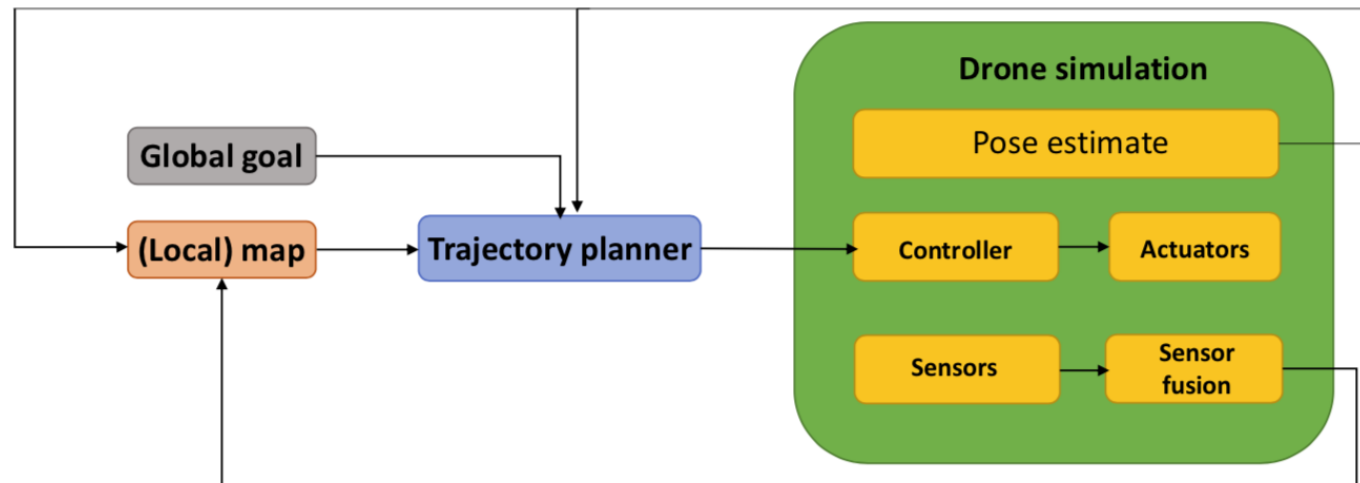 Drone simulation
Pose estimate
Global goal
(Local) map
Trajectory planner
Controller
Actuators
Sensors
Sensor
fusion